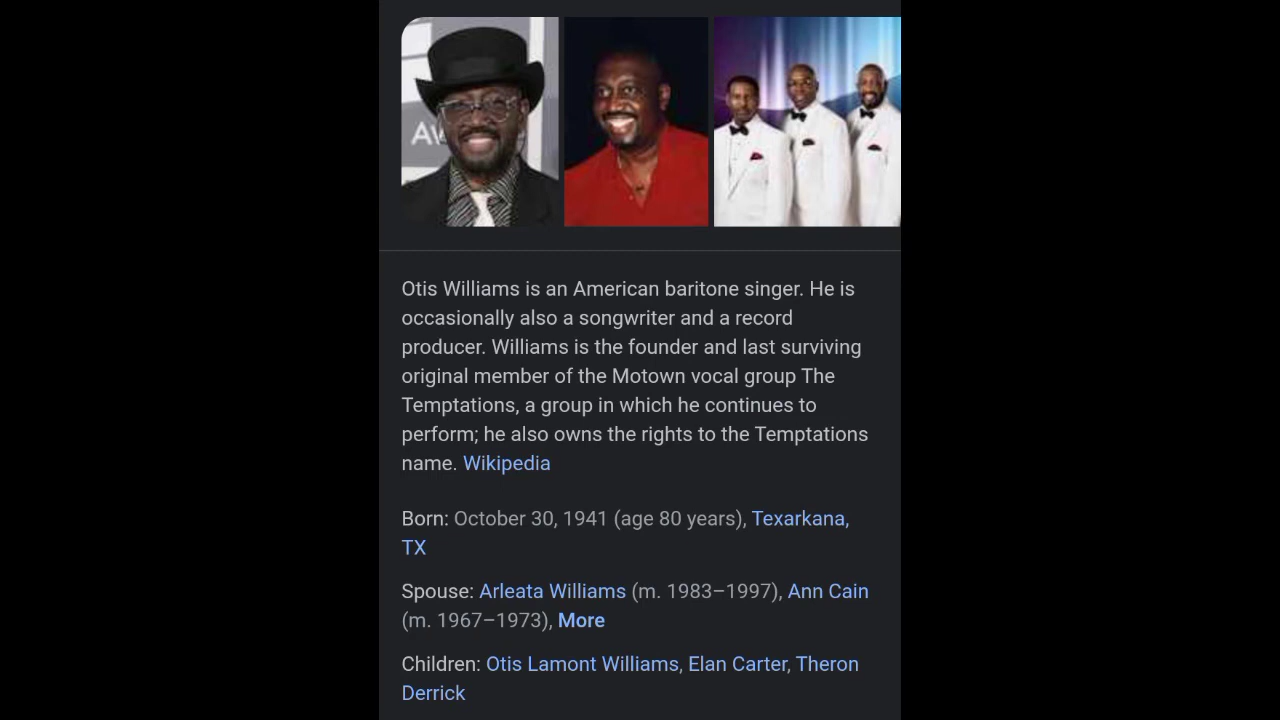 AW
Otis Williams is an American baritone singer. He is
occasionally also a songwriter and a record
producer. Williams is the founder and last surviving
original member of the Motown vocal group The
Temptations, a group in which he continues to
perform; he also owns the rights to the Temptations
name. Wikipedia
Born: October 30, 1941 (age 80 years), Texarkana,
TX
Spouse: Arleata Williams (m. 1983–1997), Ann Cain
(m. 1967–1973), More
Children: Otis Lamont Williams, Elan Carter, Theron
Derrick